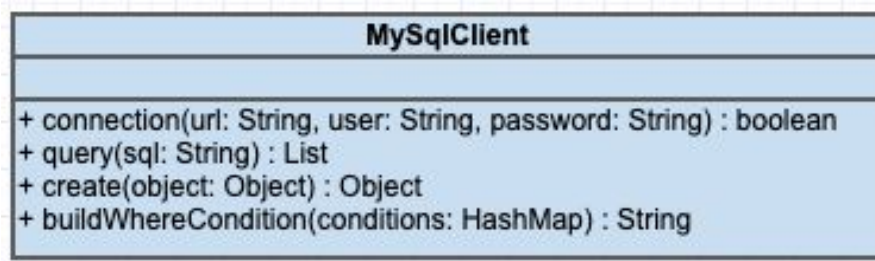 MySqlClient
+ connection(url: String, user: String, password: String) : boolean
+ query(sql: String) : List
+ create(object: Object) : Object
+ buildWhereCondition(conditions: HashMap) : String